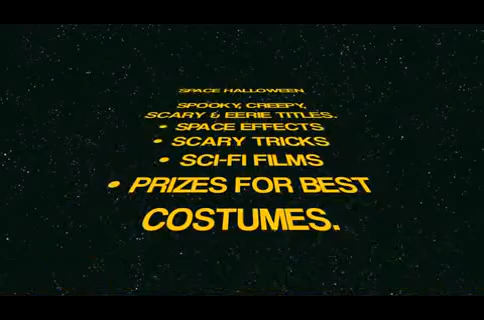 SPACE HALLOWEEN
SPOOKY, CREEPY,
SCARY & EERIE TITLES.
• SPACE EFFECTS
• SCARY TRICKS
• SCI-FI FILMS
• PRIZES FOR BEST
COSTUMES.